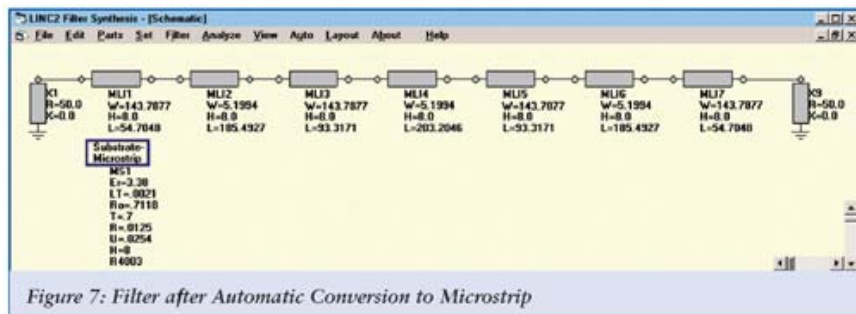 LINC2 Filter Synthesis - [Schematic]
File Edit Parts Set Filter Analyze View Auto Layout About Help
X1
R=50.0
X=0.0
MLI1
W=143.7877
H=8.0
L=54.7048
MLI2
W=5.1994
H=8.0
L=185.4927
MLI3
W=143.7877
H=8.0
L=93.3171
MLI4
W=5.1994
H=8.0
L=203.2046
MLI5
W=143.7877
H=8.0
L=93.3171
MLI6
W=5.1994
H=8.0
L=185.4927
MLI7
W=143.7877
H=8.0
L=54.7048
X9
R=50.0
X=0.0
Substrate-
Microstrip
MS1
Er=3.38
LT=.0021
Ro=.7118
T=.7
R=.0125
U=.0254
H=8
R4003
Figure 7: Filter after Automatic Conversion to Microstrip